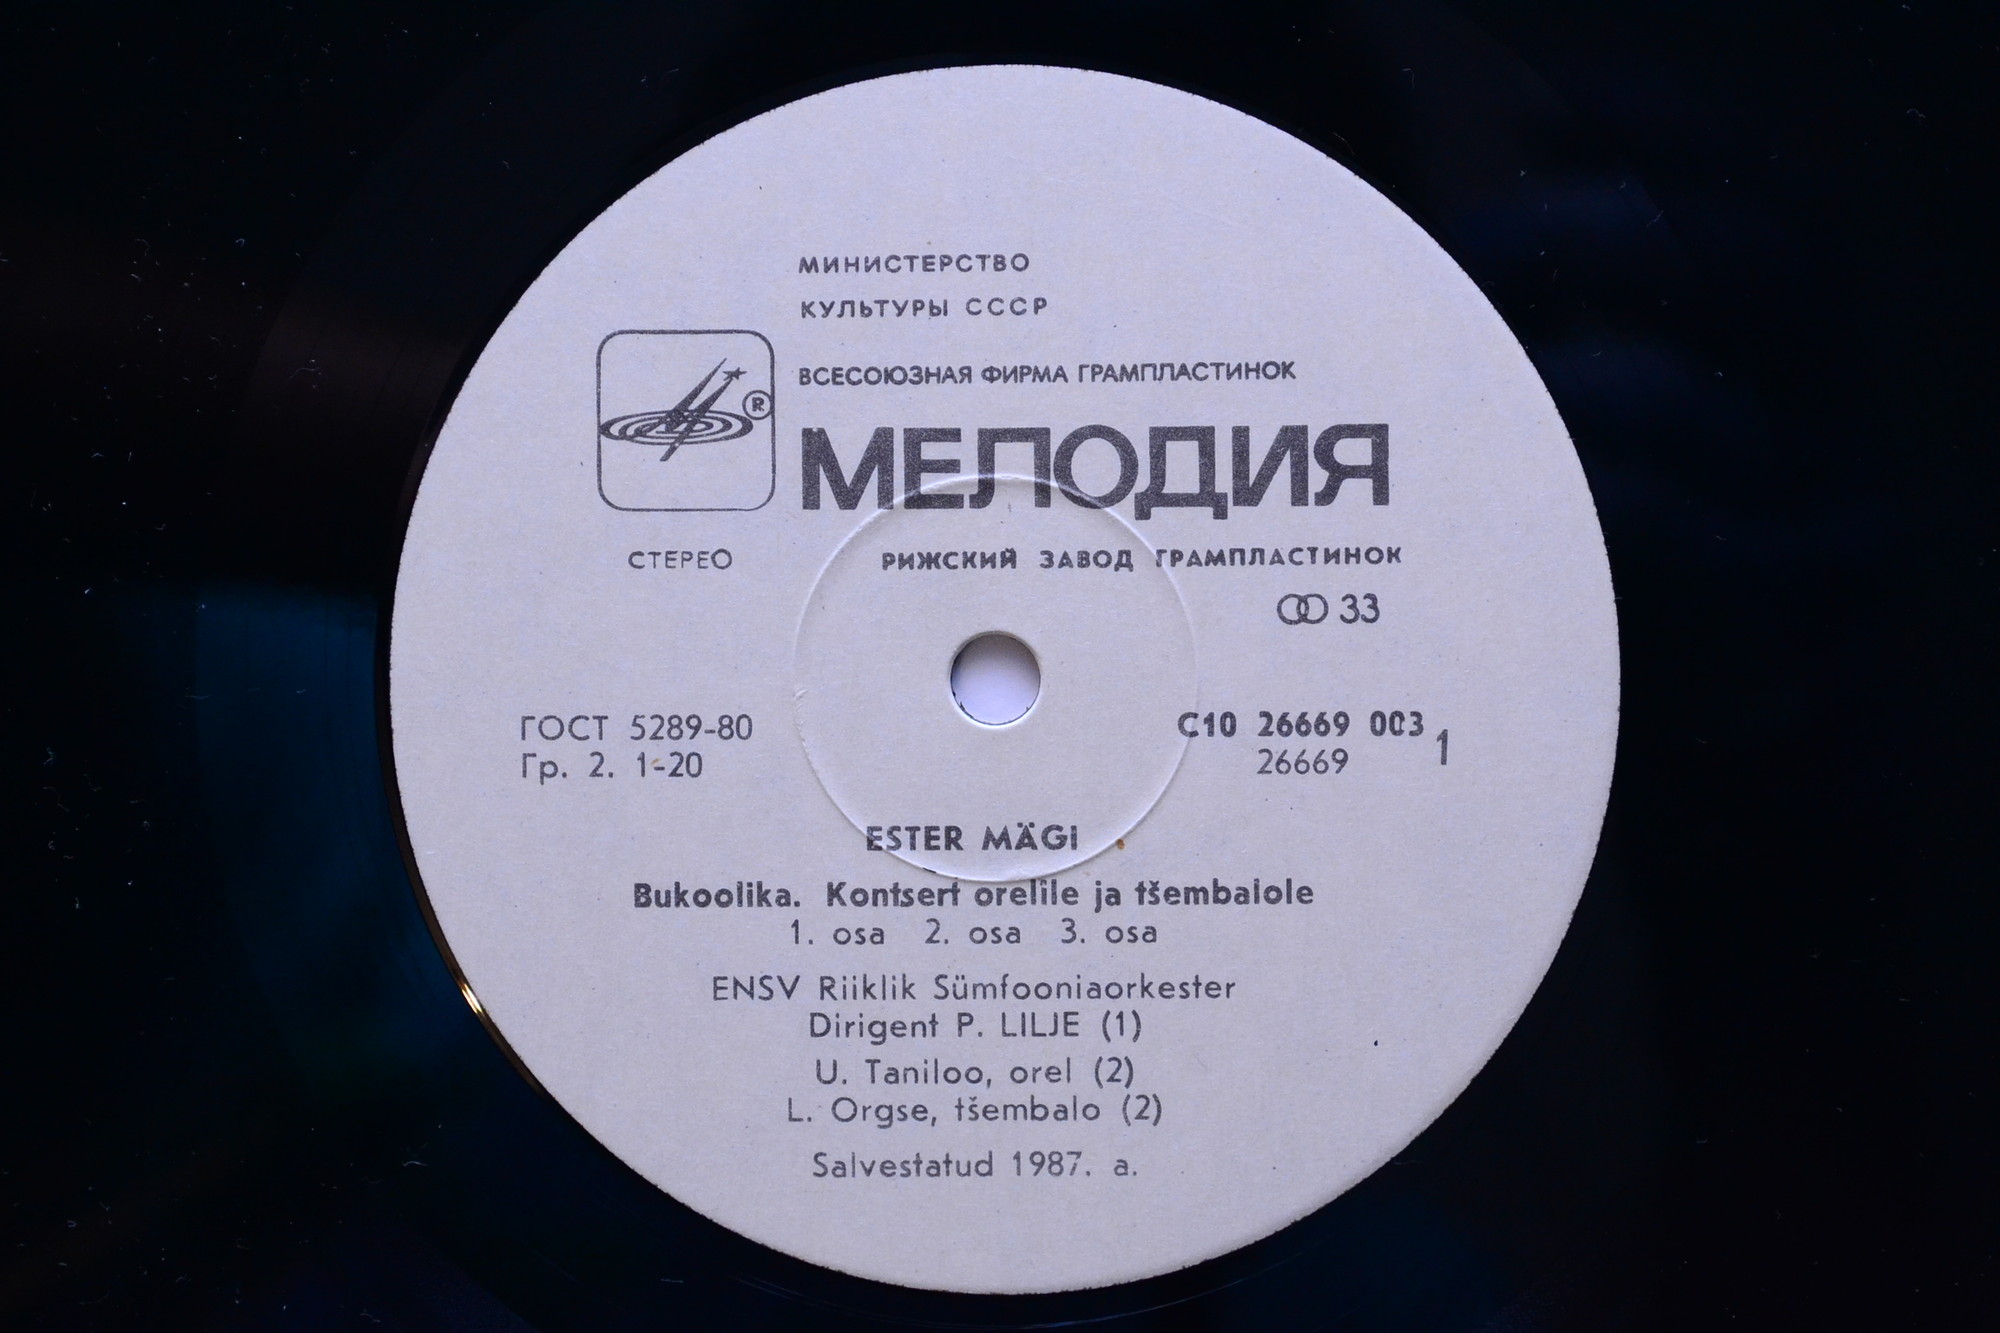 МИНИСТЕРСТВО
КУЛЬТУРЫ СССР
ВСЕСОЮЗНАЯ ФИРМА ГРАМПЛАСТИНОК
®
МЕЛОДИЯ
СТЕРЕО
РИЖСКИЙ ЗАВОД ГРАМПЛАСТИНОК
33
ГОСТ 5289-80
Гр. 2. 1-20
С10 26669 003
26669
1
ESTER MÄGI
Bukoolika. Kontsert orelile ja tšembalole
1. osa 2. osa 3. osa
ENSV Riiklik Sümfooniaorkester
Dirigent P. LILJE (1)
U. Taniloo, orel (2)
L. Orgse, tšembalo (2)
Salvestatud 1987. a.